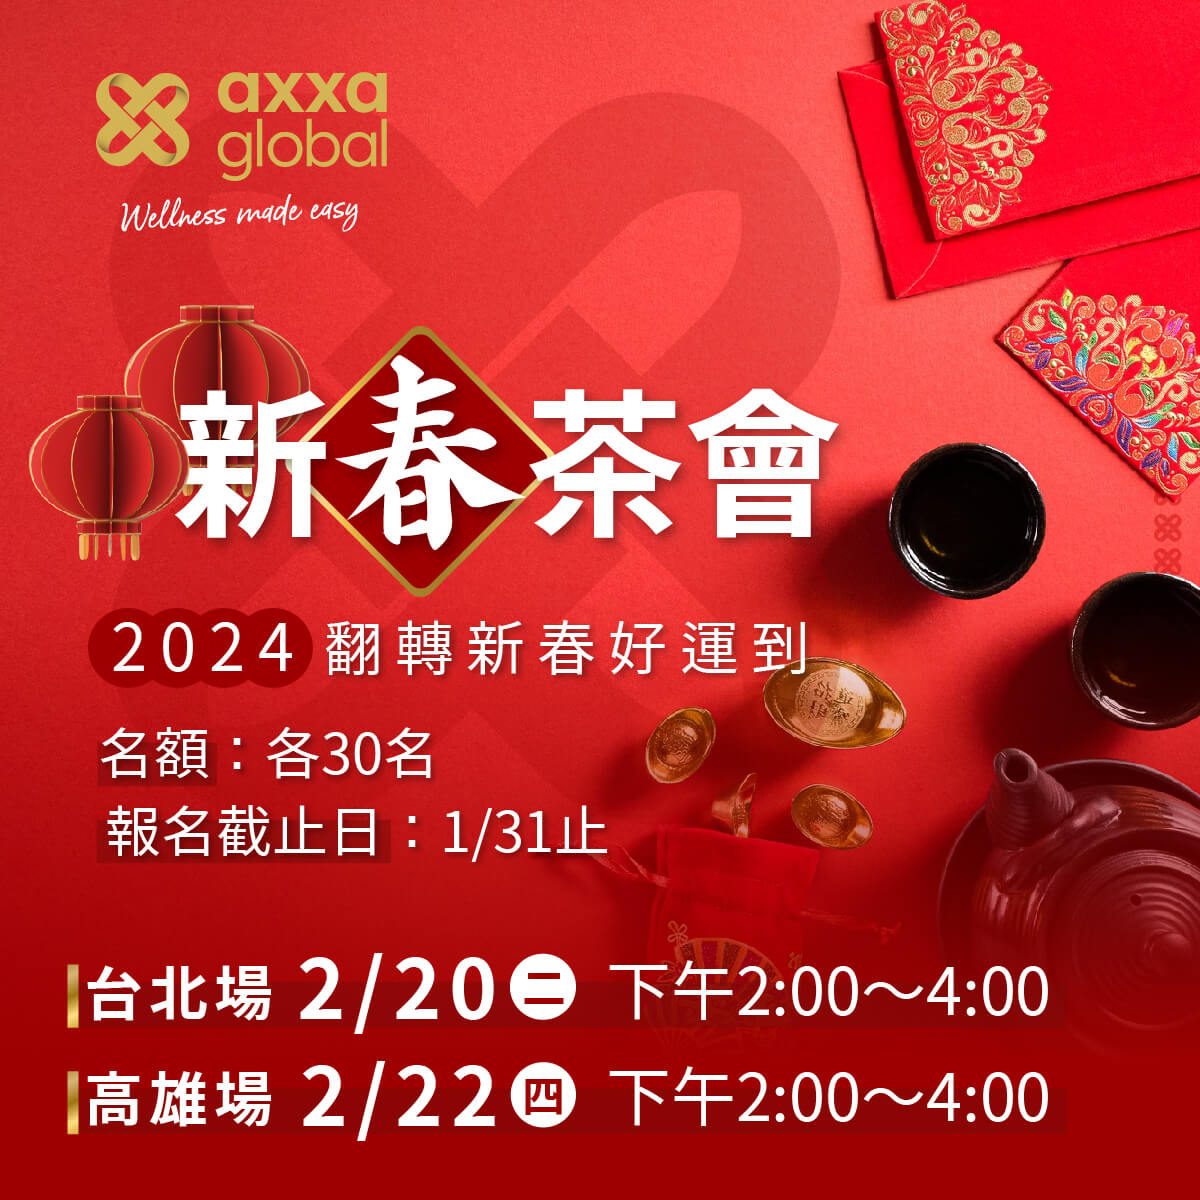 axxa
global
Wellness made easy
新春茶會
2024 翻轉新春好運到
名額：各30名
報名截止日：1/31止
台北場 2/20 二 下午2:00～4:00
高雄場 2/22 四 下午2:00～4:00